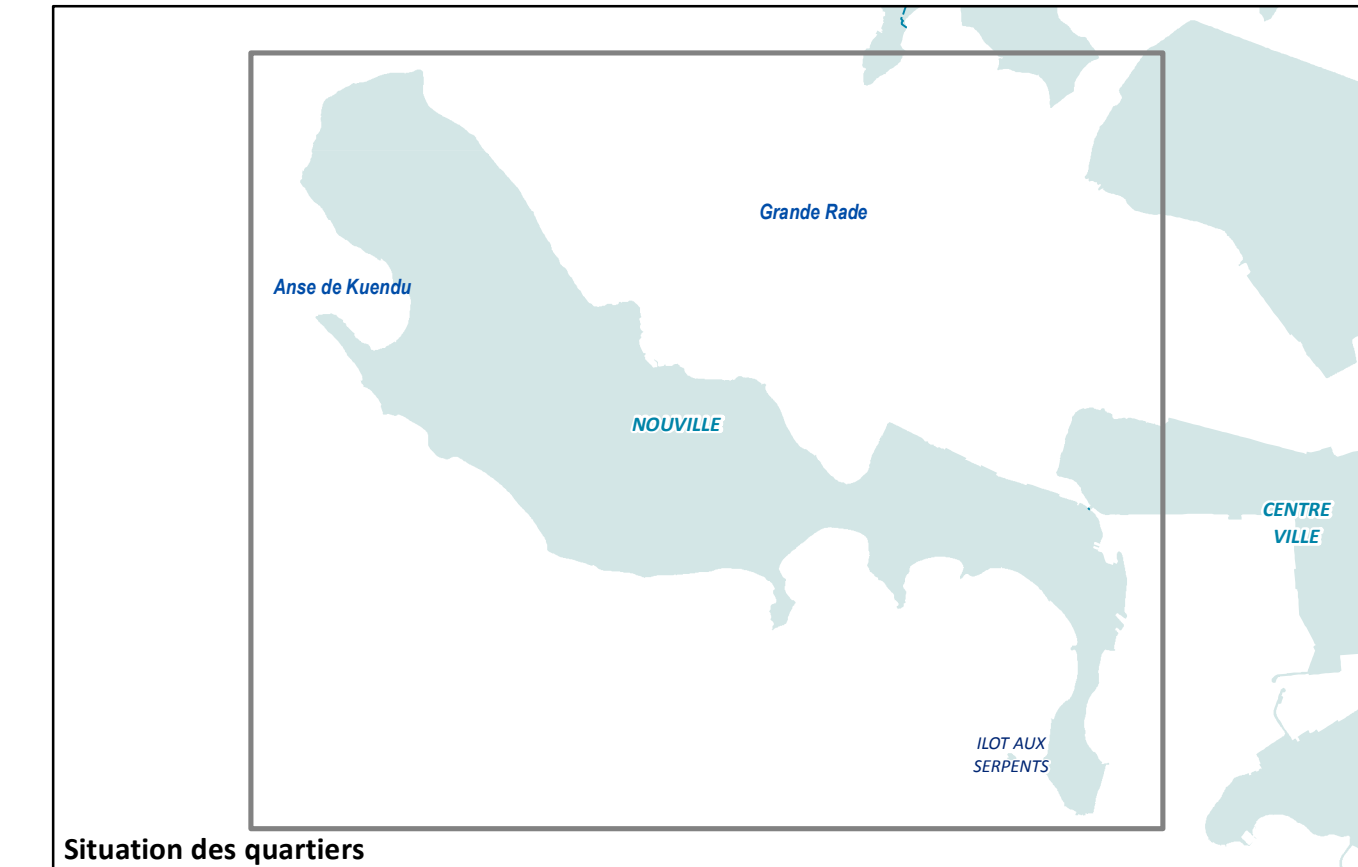 Grande Rade
Anse de Kuendu
NOUVILLE
CENTRE
VILLE
ILOT AUX
SERPENTS
Situation des quartiers